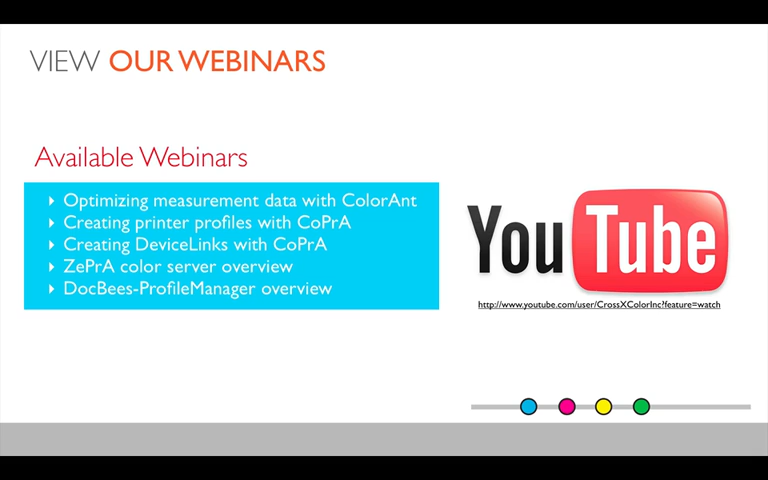 VIEW OUR WEBINARS
Available Webinars
Optimizing measurement data with ColorAnt
Creating printer profiles with CoPrA
Creating DeviceLinks with CoPrA
ZePrA color server overview
DocBees-ProfileManager overview
YouTube
http://www.youtube.com/user/CrossXColorInc?feature=watch